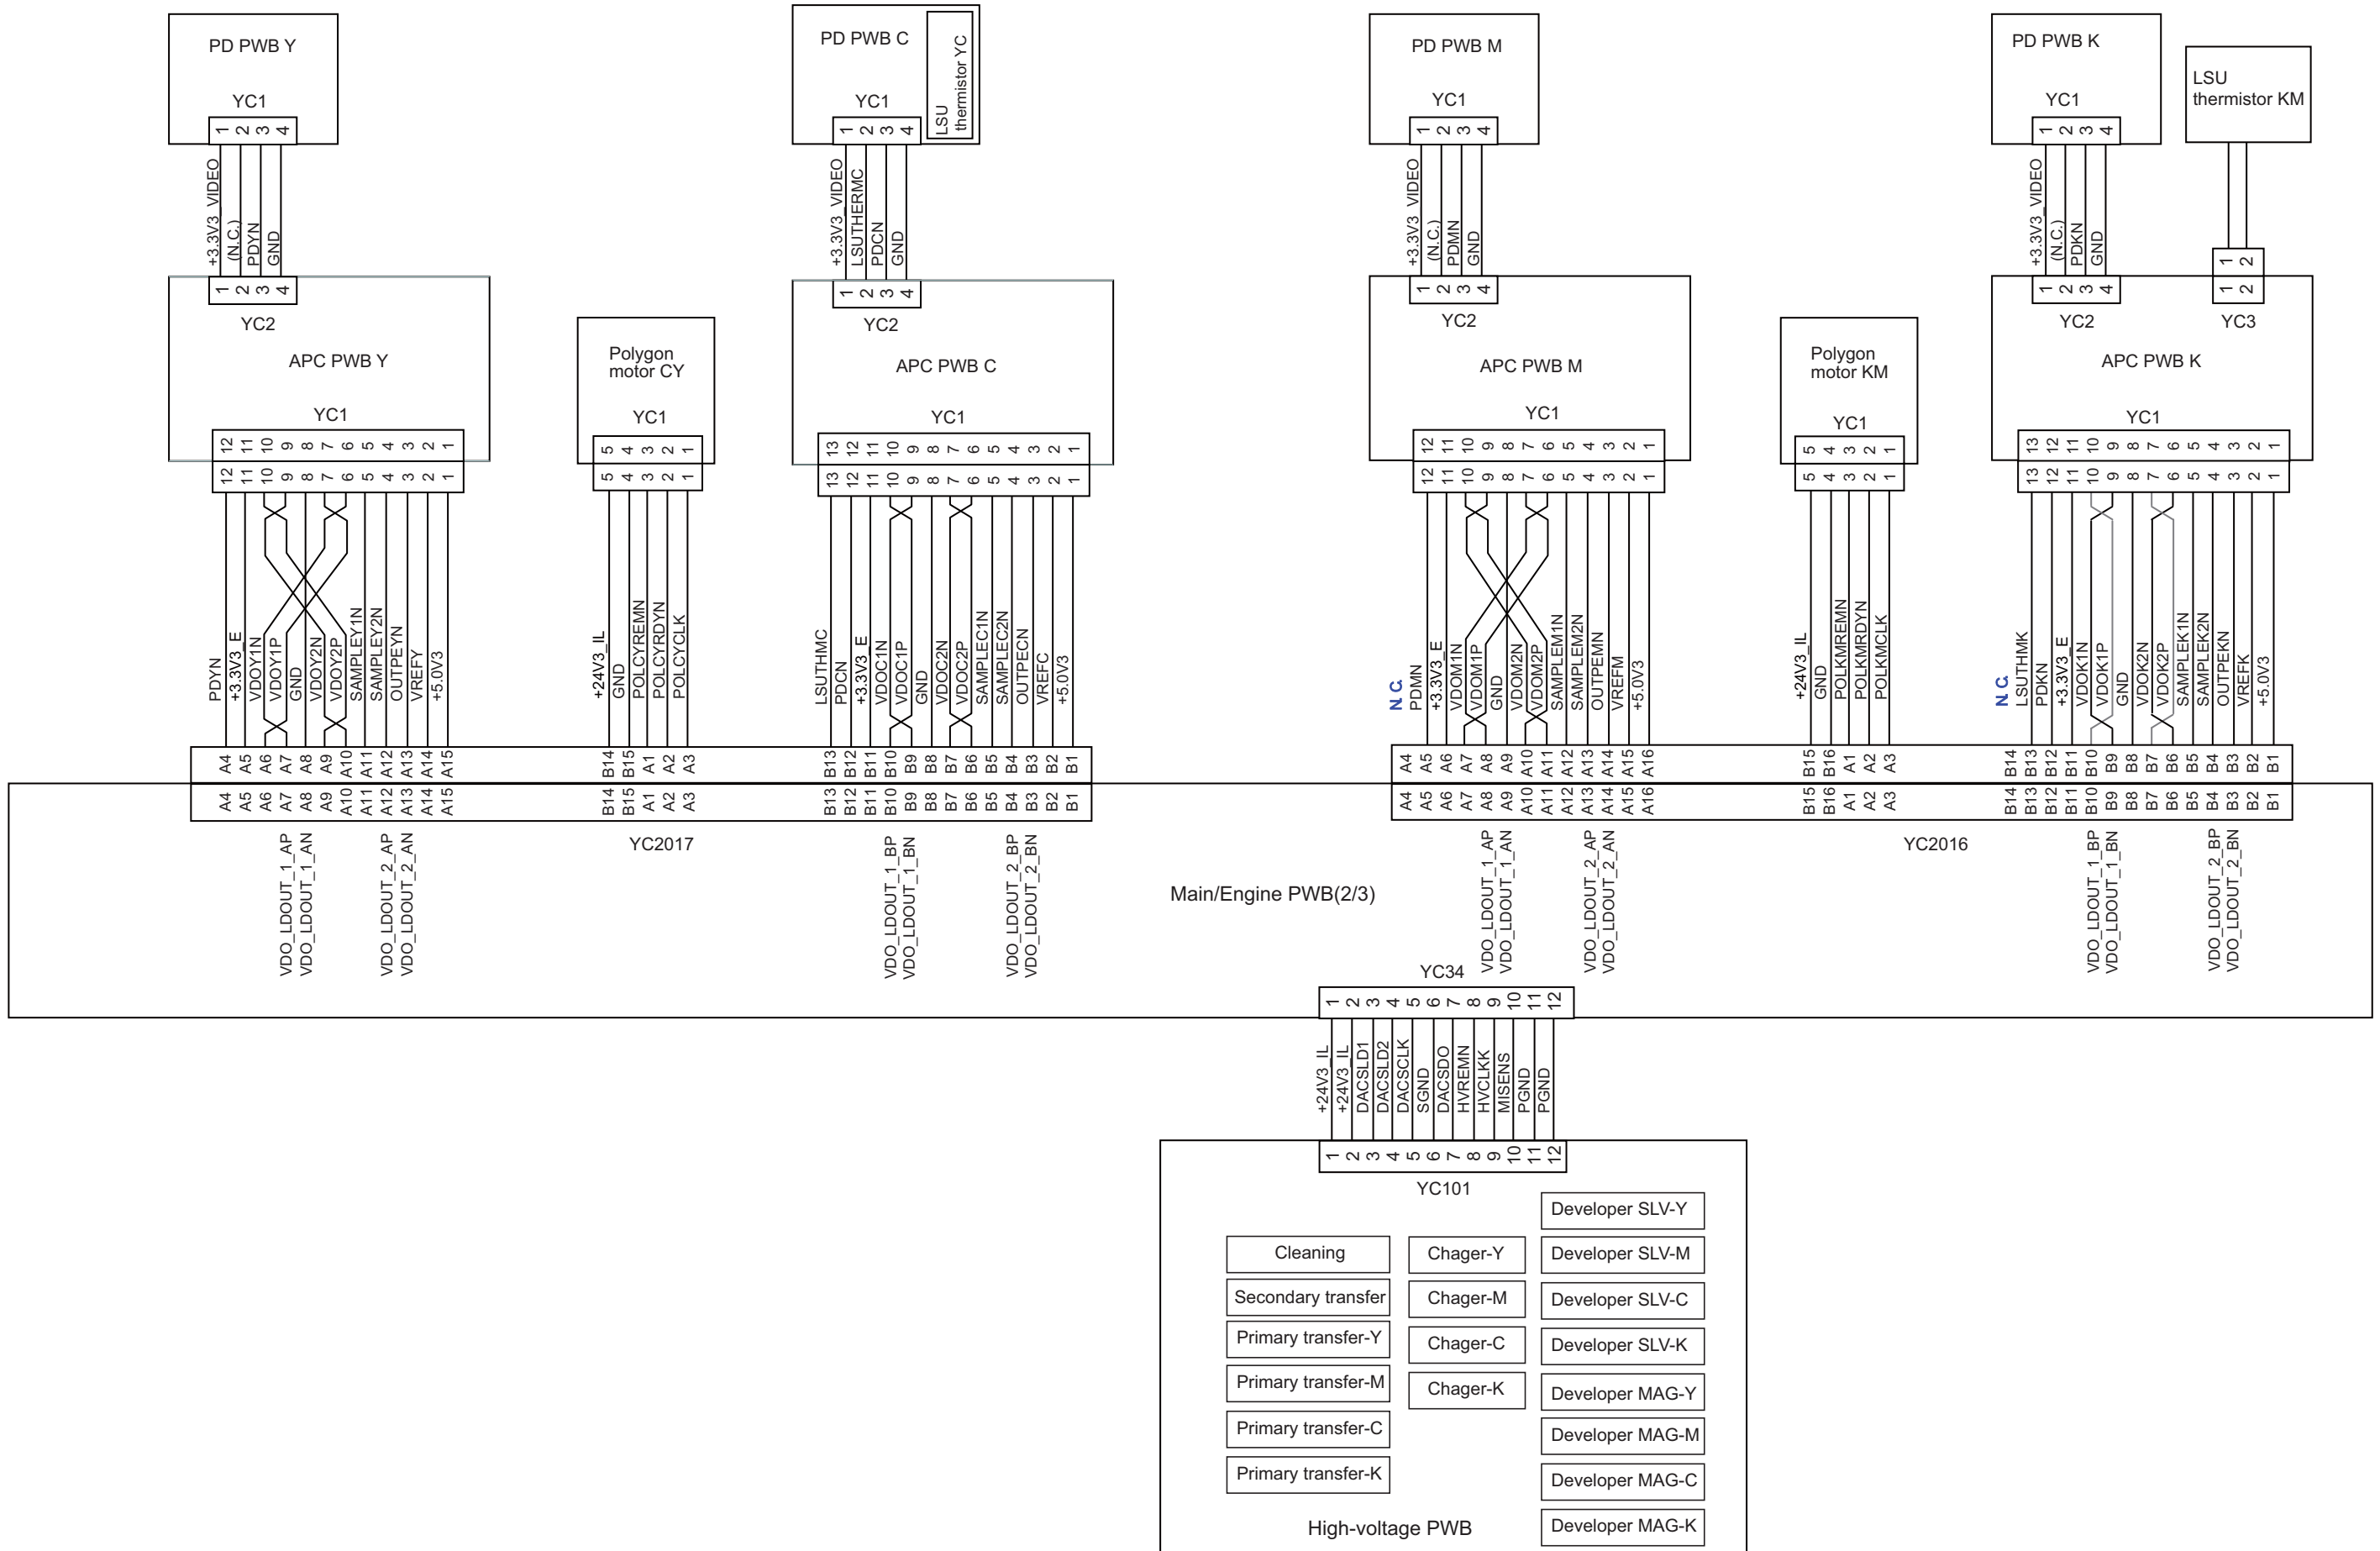 PD PWB Y
YC1
1 2 3 4
+3.3V3_VIDEO
(N.C.)
PDYN
GND
1 2 3 4
YC2
APC PWB Y
YC1
12 11 10 9 8 7 6 5 4 3 2 1
12 11 10 9 8 7 6 5 4 3 2 1
PDYN
+3.3V3_E
VDOY1N
VDOY1P
GND
VDOY2N
VDOY2P
SAMPLEY1N
SAMPLEY2N
OUTPEYN
VREFY
+5.0V3
A4 A5 A6 A7 A8 A9 A10 A11 A12 A13 A14 A15
A4 A5 A6 A7 A8 A9 A10 A11 A12 A13 A14 A15
VDO_LDOUT_1_AP
VDO_LDOUT_1_AN
VDO_LDOUT_2_AP
VDO_LDOUT_2_AN
Polygon
motor CY
YC1
5 4 3 2 1
5 4 3 2 1
+24V3_IL
GND
POLCYREMN
POLCYRDYN
POLCYCLK
B14 B15 A1 A2 A3
B14 B15 A1 A2 A3
YC2017
PD PWB C
LSU
thermistor YC
YC1
1 2 3 4
+3.3V3_VIDEO
LSUTHERMC
PDCN
GND
1 2 3 4
YC2
APC PWB C
YC1
13 12 11 10 9 8 7 6 5 4 3 2 1
13 12 11 10 9 8 7 6 5 4 3 2 1
LSUTHMC
PDCN
+3.3V3_E
VDOC1N
VDOC1P
GND
VDOC2N
VDOC2P
SAMPLEC1N
SAMPLEC2N
OUTPECN
VREFC
+5.0V3
B13 B12 B11 B10 B9 B8 B7 B6 B5 B4 B3 B2 B1
B13 B12 B11 B10 B9 B8 B7 B6 B5 B4 B3 B2 B1
VDO_LDOUT_1_BP
VDO_LDOUT_1_BN
VDO_LDOUT_2_BP
VDO_LDOUT_2_BN
Main/Engine PWB(2/3)
PD PWB M
YC1
1 2 3 4
+3.3V3_VIDEO
(N.C.)
PDMN
GND
1 2 3 4
YC2
APC PWB M
YC1
12 11 10 9 8 7 6 5 4 3 2 1
12 11 10 9 8 7 6 5 4 3 2 1
N. C.
PDMN
+3.3V3_E
VDOM1N
VDOM1P
GND
VDOM2N
VDOM2P
SAMPLEM1N
SAMPLEM2N
OUTPEMN
VREFM
+5.0V3
A4 A5 A6 A7 A8 A9 A10 A11 A12 A13 A14 A15 A16
A4 A5 A6 A7 A8 A9 A10 A11 A12 A13 A14 A15 A16
VDO_LDOUT_1_AP
VDO_LDOUT_1_AN
VDO_LDOUT_2_AP
VDO_LDOUT_2_AN
Polygon
motor KM
YC1
5 4 3 2 1
5 4 3 2 1
+24V3_IL
GND
POLKMREMN
POLKMRDYN
POLKMCLK
B15 B16 A1 A2 A3
B15 B16 A1 A2 A3
YC2016
PD PWB K
YC1
1 2 3 4
+3.3V3_VIDEO
(N.C.)
PDKN
GND
1 2 3 4
YC2
LSU
thermistor KM
1 2
1 2
YC3
APC PWB K
YC1
13 12 11 10 9 8 7 6 5 4 3 2 1
13 12 11 10 9 8 7 6 5 4 3 2 1
N. C.
LSUTHMK
PDKN
+3.3V3_E
VDOK1N
VDOK1P
GND
VDOK2N
VDOK2P
SAMPLEK1N
SAMPLEK2N
OUTPEKN
VREFK
+5.0V3
B14 B13 B12 B11 B10 B9 B8 B7 B6 B5 B4 B3 B2 B1
B14 B13 B12 B11 B10 B9 B8 B7 B6 B5 B4 B3 B2 B1
VDO_LDOUT_1_BP
VDO_LDOUT_1_BN
VDO_LDOUT_2_BP
VDO_LDOUT_2_BN
YC34
1 2 3 4 5 6 7 8 9 10 11 12
+24V3_IL
+24V3_IL
DACSLD1
DACSLD2
DACSCLK
SGND
DACSDO
HVREMN
HVCLKK
MISENS
PGND
PGND
1 2 3 4 5 6 7 8 9 10 11 12
YC101
Cleaning
Secondary transfer
Primary transfer-Y
Primary transfer-M
Primary transfer-C
Primary transfer-K
Chager-Y
Chager-M
Chager-C
Chager-K
Developer SLV-Y
Developer SLV-M
Developer SLV-C
Developer SLV-K
Developer MAG-Y
Developer MAG-M
Developer MAG-C
Developer MAG-K
High-voltage PWB